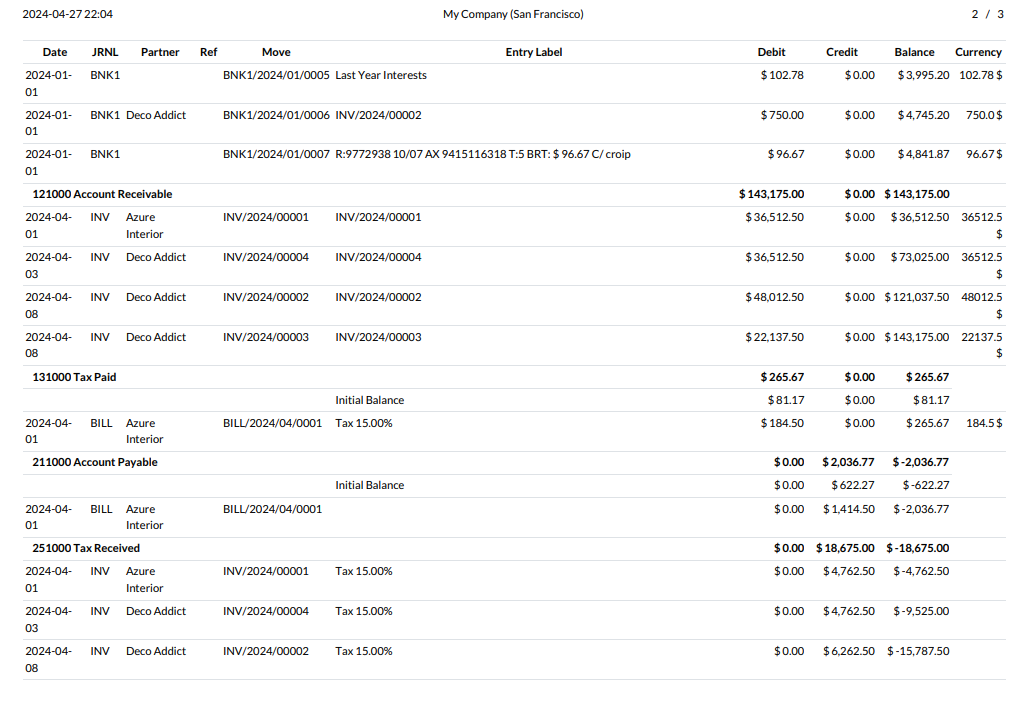 2024-04-27 22:04 My Company (San Francisco) 2 / 3
Date JRNL Partner Ref Move Entry Label Debit Credit Balance Currency
2024-01- BNK1 BNK1/2024/01/0005 Last Year Interests $ 102.78 $ 0.00 $ 3,995.20 102.78 $
01
2024-01- BNK1 Deco Addict BNK1/2024/01/0006 INV/2024/00002 $ 750.00 $ 0.00 $ 4,745.20 750.0 $
01
2024-01- BNK1 BNK1/2024/01/0007 R:9772938 10/07 AX 9415116318 T:5 BRT: $ 96.67 C/ croip $ 96.67 $ 0.00 $ 4,841.87 96.67 $
01
121000 Account Receivable $ 143,175.00 $ 0.00 $ 143,175.00
2024-04- INV Azure INV/2024/00001 INV/2024/00001 $ 36,512.50 $ 0.00 $ 36,512.50 36512.5
01 Interior $
2024-04- INV Deco Addict INV/2024/00004 INV/2024/00004 $ 36,512.50 $ 0.00 $ 73,025.00 36512.5
03 $
2024-04- INV Deco Addict INV/2024/00002 INV/2024/00002 $ 48,012.50 $ 0.00 $ 121,037.50 48012.5
08 $
2024-04- INV Deco Addict INV/2024/00003 INV/2024/00003 $ 22,137.50 $ 0.00 $ 143,175.00 22137.5
08 $
131000 Tax Paid $ 265.67 $ 0.00 $ 265.67
Initial Balance $ 81.17 $ 0.00 $ 81.17
2024-04- BILL Azure BILL/2024/04/0001 Tax 15.00% $ 184.50 $ 0.00 $ 265.67 184.5 $
01 Interior
211000 Account Payable $ 0.00 $ 2,036.77 $ -2,036.77
Initial Balance $ 0.00 $ 622.27 $ -622.27
2024-04- BILL Azure BILL/2024/04/0001 $ 0.00 $ 1,414.50 $ -2,036.77
01 Interior
251000 Tax Received $ 0.00 $ 18,675.00 $ -18,675.00
2024-04- INV Azure INV/2024/00001 Tax 15.00% $ 0.00 $ 4,762.50 $ -4,762.50
01 Interior
2024-04- INV Deco Addict INV/2024/00004 Tax 15.00% $ 0.00 $ 4,762.50 $ -9,525.00
03
2024-04- INV Deco Addict INV/2024/00002 Tax 15.00% $ 0.00 $ 6,262.50 $ -15,787.50
08